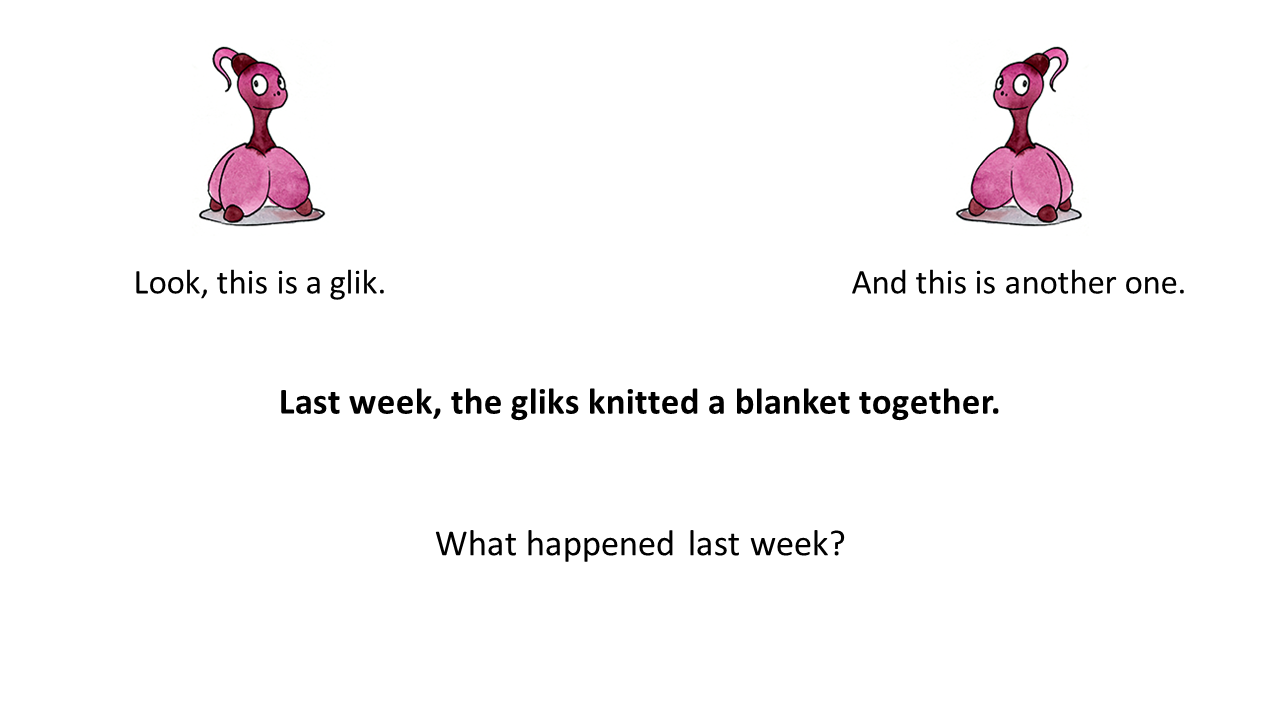 Look, this is a glik.
And this is another one.
Last week, the gliks knitted a blanket together.
What happened last week?